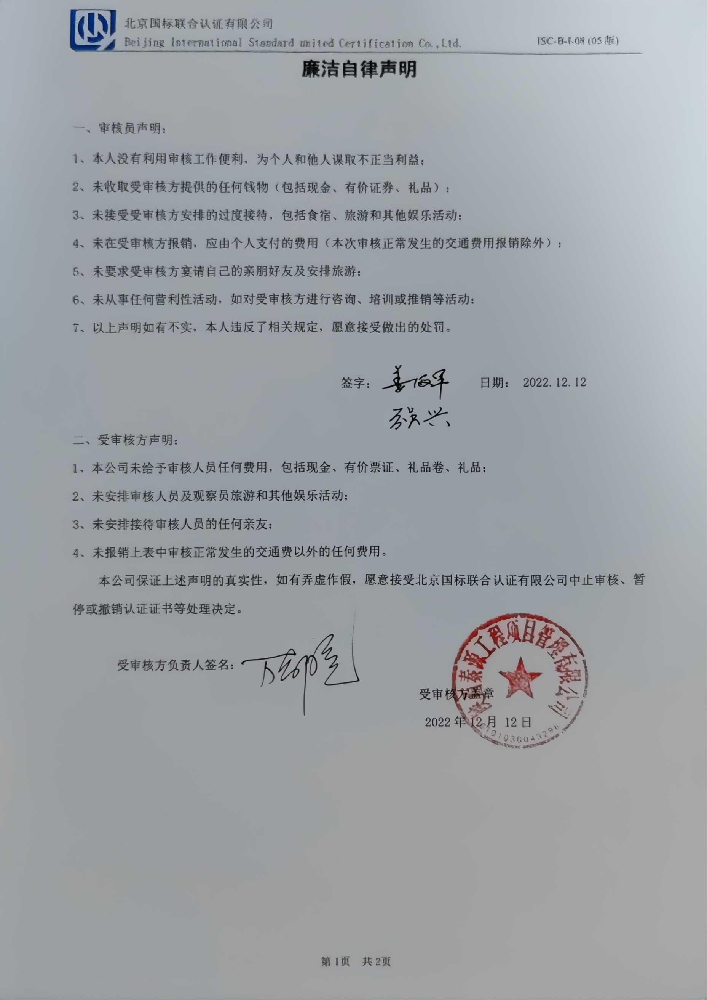 北京国标联合认证有限公司
Beijing International Standard united Certification Co.,Ltd.
(05版)
廉洁自律声明
一、审核员声明：
1、本人没有利用审核工作便利，为个人和他人谋取不正当利益；
2、未收取受审核方提供的任何钱物（包括现金、有价证券、礼品）；
3、未接受受审核方安排的过度接待，包括食宿、旅游和其他娱乐活动；
4、未在受审核方报销，应由个人支付的费用（本次审核正常发生的交通费用报销除外）；
5、未要求受审核方宴请自己的亲朋好友及安排旅游；
6、未从事任何营利性活动，如对受审核方进行咨询、培训或推销等活动；
7、以上声明如有不实，本人违反了相关规定，愿意接受做出的处罚。
签字： 日期： 2022.12.12
二、受审核方声明：
1、本公司未给予审核人员任何费用，包括现金、有价票证、礼品卷、礼品；
2、未安排审核人员及观察员旅游和其他娱乐活动；
3、未安排接待审核人员的任何亲友；
4、未报销上表中审核正常发生的交通费以外的任何费用。
本公司保证上述声明的真实性，如有弄虚作假，愿意接受北京国标联合认证有限公司中止审核、暂
停或撤销认证证书等处理决定。
受审核方负责人签名：
源工程项目管理有限公司
受审核方盖章
2022 年 12 月 12 日
第 1 页 共 2 页